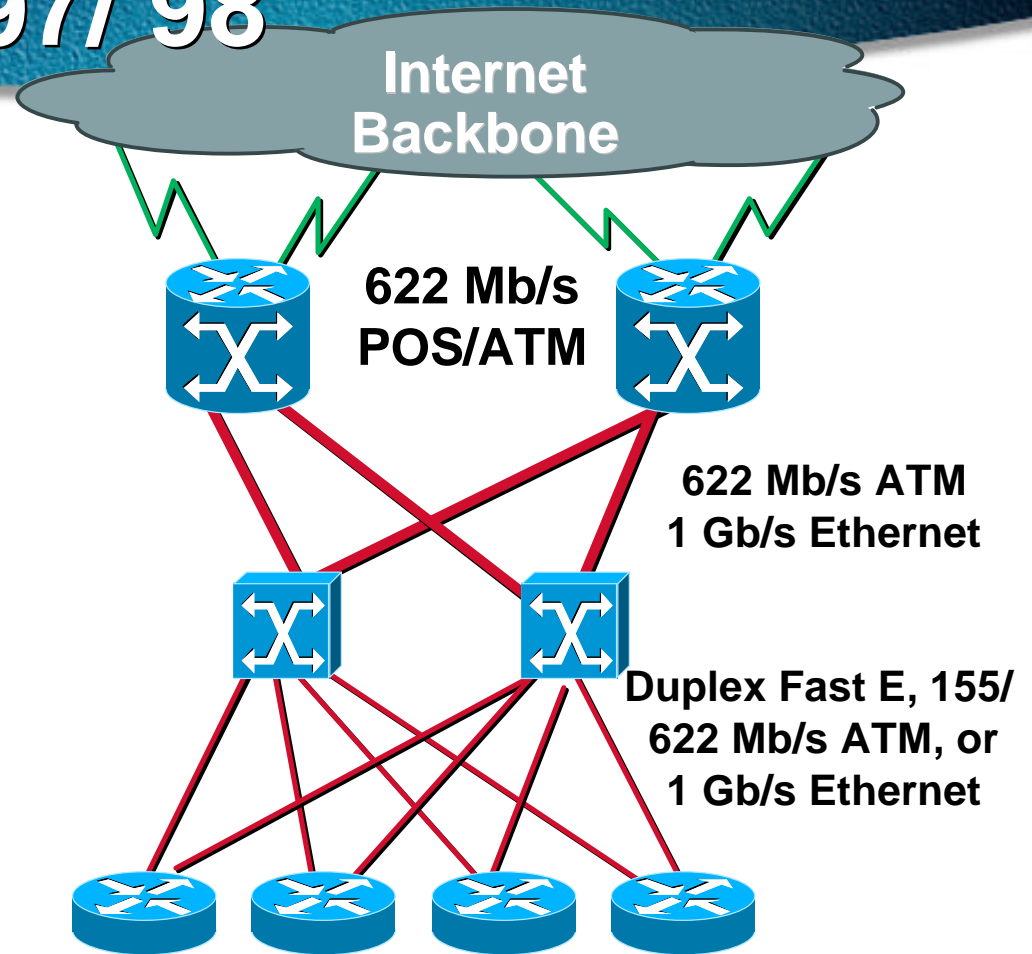 97/ 98
Internet
Backbone
622 Mb/s
POS/ATM
622 Mb/s ATM
1 Gb/s Ethernet
Duplex Fast E, 155/
622 Mb/s ATM, or
1 Gb/s Ethernet